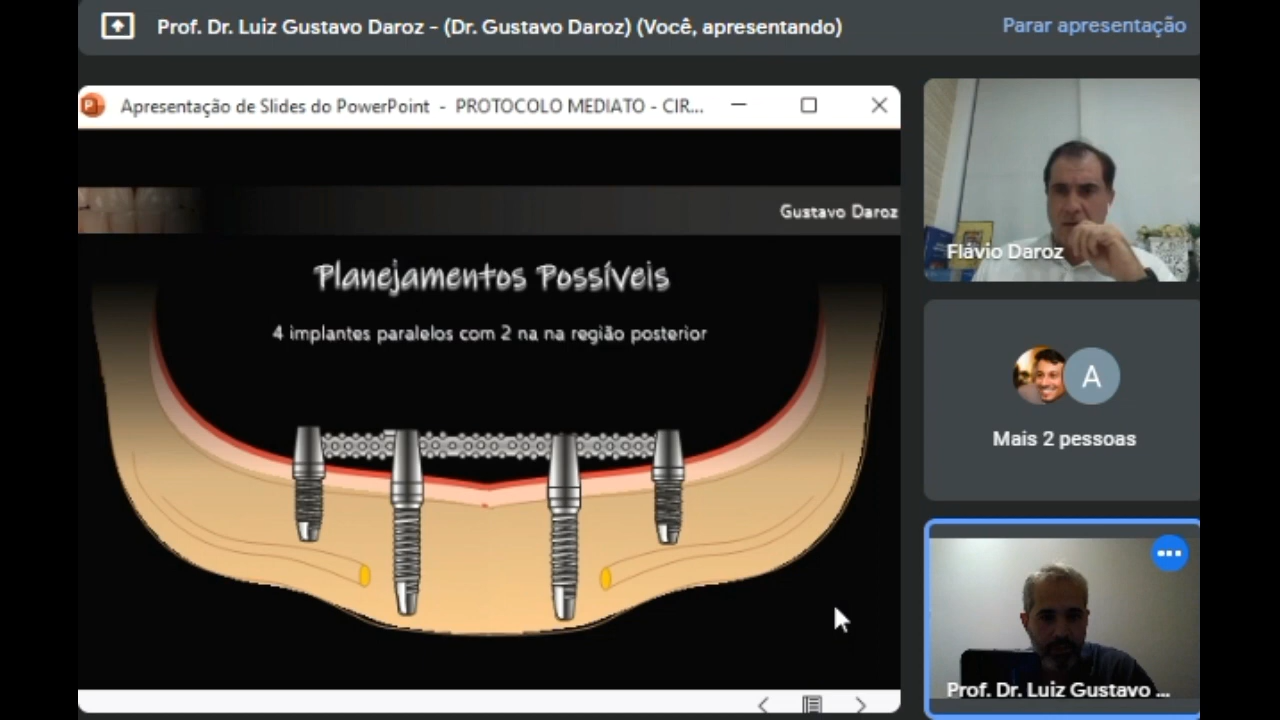 Prof. Dr. Luiz Gustavo Daroz - (Dr. Gustavo Daroz) (Você, apresentando)
Parar apresentação
Apresentação de Slides do PowerPoint - PROTOCOLO MEDIATO - CIR...
Gustavo Daroz
Planejamentos Possíveis
4 implantes paralelos com 2 na na região posterior
Flávio Daroz
A
Mais 2 pessoas
Prof. Dr. Luiz Gustavo ...